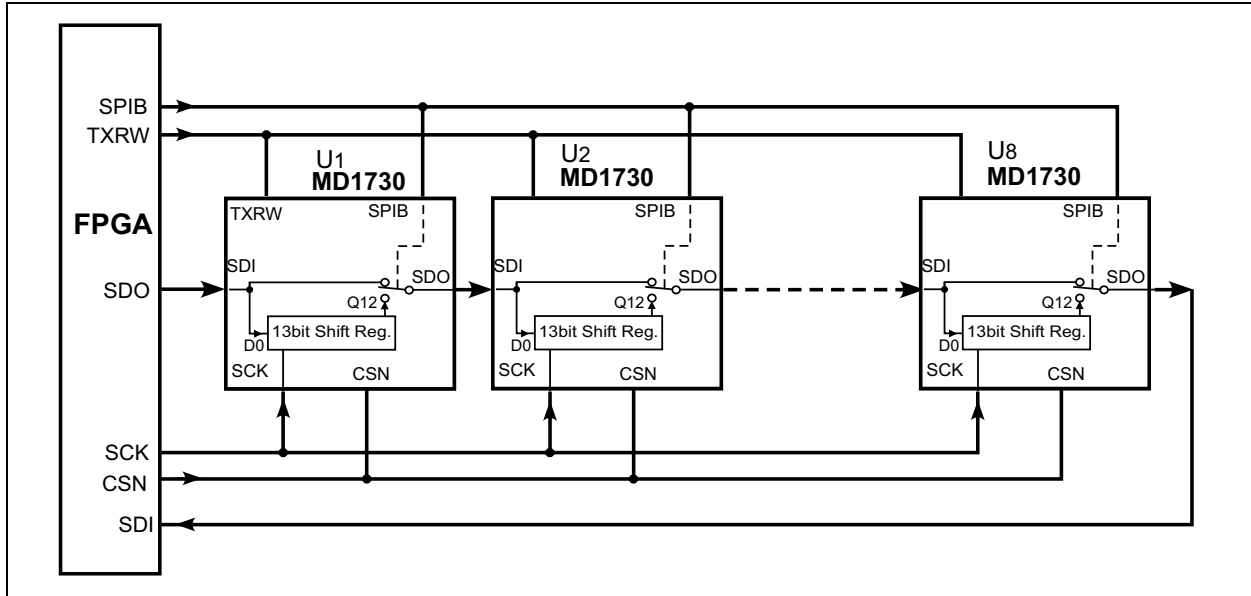 FPGA
SPIB
TXRW
SDO
SCK
CSN
SDI
U1
MD1730
TXRW
SPIB
SDI
SDO
Q12
13bit Shift Reg.
D0
SCK
CSN
U2
MD1730
SPIB
SDI
SDO
Q12
13bit Shift Reg.
D0
SCK
CSN
U8
MD1730
SPIB
SDI
SDO
Q12
13bit Shift Reg.
D0
SCK
CSN